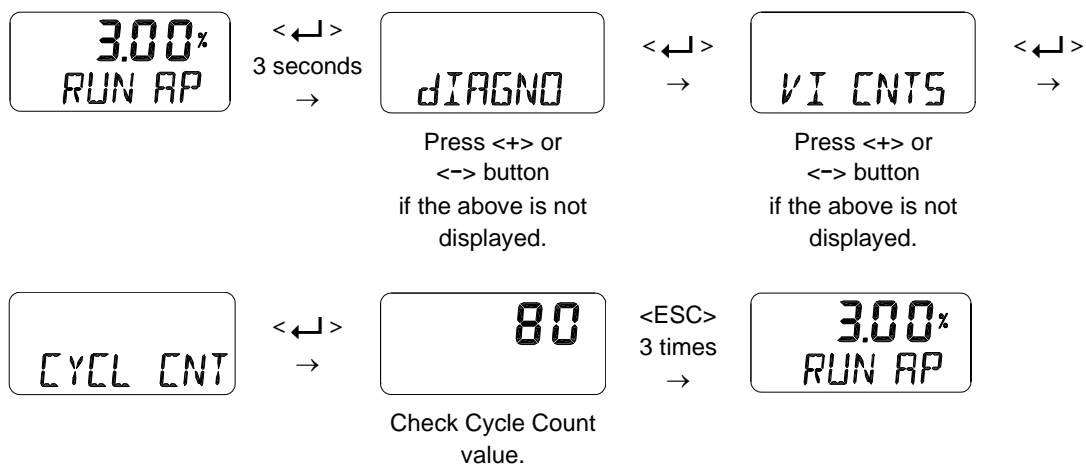 3.00%
RUN AP
< ↵ >
3 seconds
→
dIAGNO
Press <+> or
<-> button
if the above is not
displayed.
< ↵ >
→
VI CNTS
Press <+> or
<-> button
if the above is not
displayed.
< ↵ >
→
CYCL CNT
< ↵ >
→
80
Check Cycle Count
value.
<ESC>
3 times
→
3.00%
RUN AP